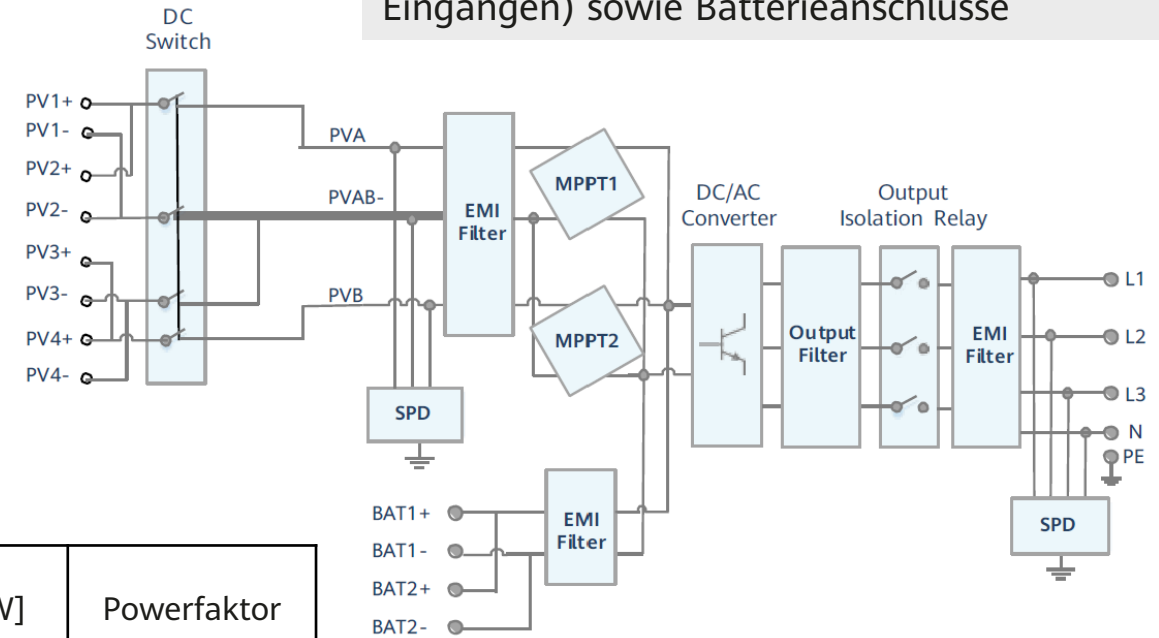 Eingängen) sowie Batterieanschlüsse
DC
Switch
PV1+
PV1-
PV2+
PV2-
PV3+
PV3-
PV4+
PV4-
PVA
PVAB-
PVB
EMI
Filter
MPPT1
MPPT2
SPD
DC/AC
Converter
Output
Isolation Relay
Output
Filter
EMI
Filter
L1
L2
L3
N
PE
SPD
BAT1+
BAT1-
BAT2+
BAT2-
EMI
Filter
W]
Powerfaktor